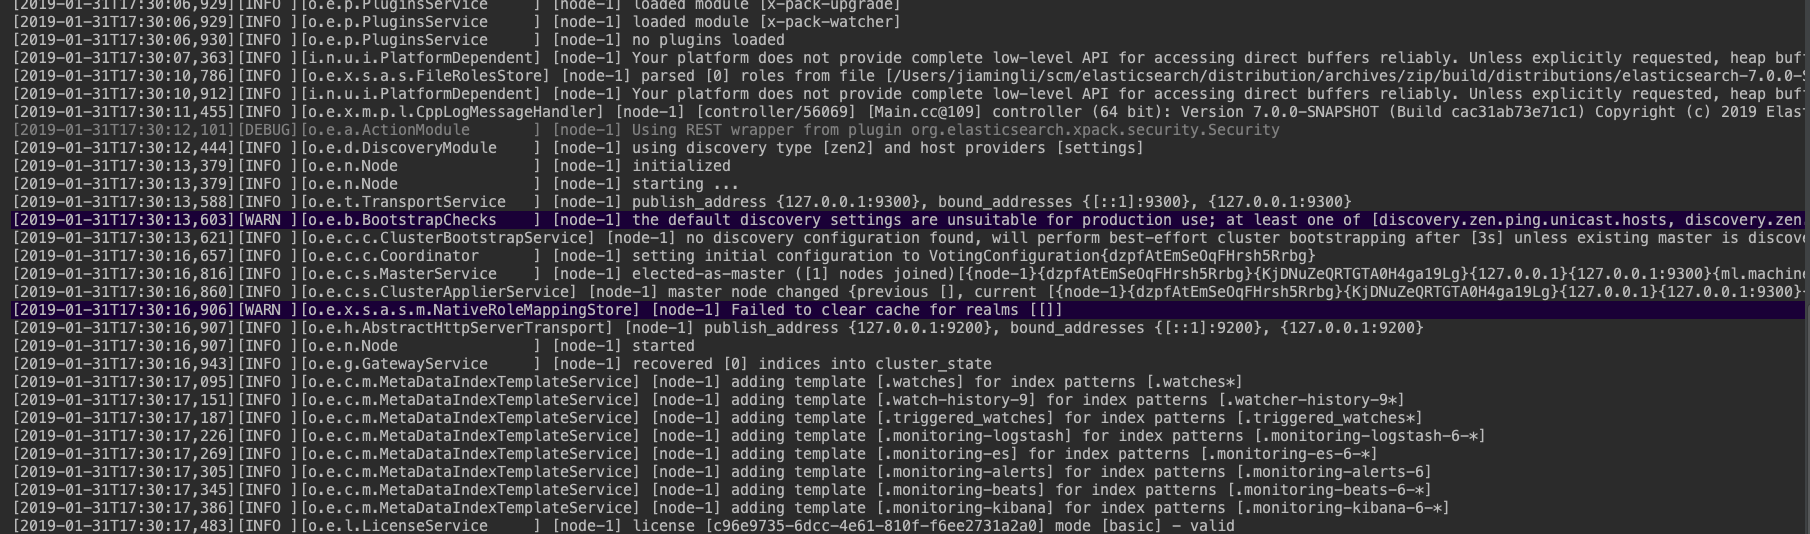 [2019-01-31T17:30:06,929][INFO ][o.e.p.PluginsService     ] [node-1] loaded module [x-pack-upgrade]
[2019-01-31T17:30:06,929][INFO ][o.e.p.PluginsService     ] [node-1] loaded module [x-pack-watcher]
[2019-01-31T17:30:06,930][INFO ][o.e.p.PluginsService     ] [node-1] no plugins loaded
[2019-01-31T17:30:07,363][INFO ][i.n.u.i.PlatformDependent] Your platform does not provide complete low-level API for accessing direct buffers reliably. Unless explicitly requested, heap buf
[2019-01-31T17:30:10,786][INFO ][o.e.x.s.a.s.FileRolesStore] [node-1] parsed [0] roles from file [/Users/jiamingli/scm/elasticsearch/distribution/archives/zip/build/distributions/elasticsearch-7.0.0-S
[2019-01-31T17:30:10,912][INFO ][i.n.u.i.PlatformDependent] Your platform does not provide complete low-level API for accessing direct buffers reliably. Unless explicitly requested, heap buf
[2019-01-31T17:30:11,455][INFO ][o.e.x.m.p.l.CppLogMessageHandler] [node-1] [controller/56069] [Main.cc@109] controller (64 bit): Version 7.0.0-SNAPSHOT (Build cac31ab73e71c1) Copyright (c) 2019 Elas
[2019-01-31T17:30:12,101][DEBUG][o.e.a.ActionModule       ] [node-1] Using REST wrapper from plugin org.elasticsearch.xpack.security.Security
[2019-01-31T17:30:12,444][INFO ][o.e.d.DiscoveryModule    ] [node-1] using discovery type [zen2] and host providers [settings]
[2019-01-31T17:30:13,379][INFO ][o.e.n.Node               ] [node-1] initialized
[2019-01-31T17:30:13,379][INFO ][o.e.n.Node               ] [node-1] starting ...
[2019-01-31T17:30:13,588][INFO ][o.e.t.TransportService   ] [node-1] publish_address {127.0.0.1:9300}, bound_addresses {[::1]:9300}, {127.0.0.1:9300}
[2019-01-31T17:30:13,603][WARN ][o.e.b.BootstrapChecks    ] [node-1] the default discovery settings are unsuitable for production use; at least one of [discovery.zen.ping.unicast.hosts, discovery.zen.
[2019-01-31T17:30:13,621][INFO ][o.e.c.c.ClusterBootstrapService] [node-1] no discovery configuration found, will perform best-effort cluster bootstrapping after [3s] unless existing master is discove
[2019-01-31T17:30:16,657][INFO ][o.e.c.c.Coordinator      ] [node-1] setting initial configuration to VotingConfiguration{dzpfAtEmSeOqFHrsh5Rrbg}
[2019-01-31T17:30:16,816][INFO ][o.e.c.s.MasterService    ] [node-1] elected-as-master ([1] nodes joined)[{node-1}{dzpfAtEmSeOqFHrsh5Rrbg}{KjDNuZeQRTGTA0H4ga19Lg}{127.0.0.1}{127.0.0.1:9300}{ml.machine
[2019-01-31T17:30:16,860][INFO ][o.e.c.s.ClusterApplierService] [node-1] master node changed {previous [], current [{node-1}{dzpfAtEmSeOqFHrsh5Rrbg}{KjDNuZeQRTGTA0H4ga19Lg}{127.0.0.1}{127.0.0.1:9300}
[2019-01-31T17:30:16,906][WARN ][o.e.x.s.a.s.m.NativeRoleMappingStore] [node-1] Failed to clear cache for realms [[]]
[2019-01-31T17:30:16,907][INFO ][o.e.h.AbstractHttpServerTransport] [node-1] publish_address {127.0.0.1:9200}, bound_addresses {[::1]:9200}, {127.0.0.1:9200}
[2019-01-31T17:30:16,907][INFO ][o.e.n.Node               ] [node-1] started
[2019-01-31T17:30:16,943][INFO ][o.e.g.GatewayService     ] [node-1] recovered [0] indices into cluster_state
[2019-01-31T17:30:17,095][INFO ][o.e.c.m.MetaDataIndexTemplateService] [node-1] adding template [.watches] for index patterns [.watches*]
[2019-01-31T17:30:17,151][INFO ][o.e.c.m.MetaDataIndexTemplateService] [node-1] adding template [.watch-history-9] for index patterns [.watcher-history-9*]
[2019-01-31T17:30:17,187][INFO ][o.e.c.m.MetaDataIndexTemplateService] [node-1] adding template [.triggered_watches] for index patterns [.triggered_watches*]
[2019-01-31T17:30:17,226][INFO ][o.e.c.m.MetaDataIndexTemplateService] [node-1] adding template [.monitoring-logstash] for index patterns [.monitoring-logstash-6-*]
[2019-01-31T17:30:17,269][INFO ][o.e.c.m.MetaDataIndexTemplateService] [node-1] adding template [.monitoring-es] for index patterns [.monitoring-es-6-*]
[2019-01-31T17:30:17,305][INFO ][o.e.c.m.MetaDataIndexTemplateService] [node-1] adding template [.monitoring-alerts] for index patterns [.monitoring-alerts-6]
[2019-01-31T17:30:17,345][INFO ][o.e.c.m.MetaDataIndexTemplateService] [node-1] adding template [.monitoring-beats] for index patterns [.monitoring-beats-6-*]
[2019-01-31T17:30:17,386][INFO ][o.e.c.m.MetaDataIndexTemplateService] [node-1] adding template [.monitoring-kibana] for index patterns [.monitoring-kibana-6-*]
[2019-01-31T17:30:17,483][INFO ][o.e.l.LicenseService     ] [node-1] license [c96e9735-6dcc-4e61-810f-f6ee2731a2a0] mode [basic] - valid